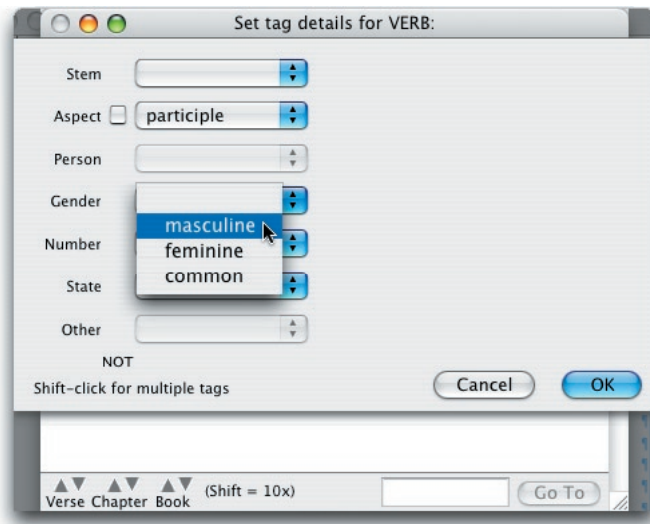 Set tag details for VERB:
Stem
Aspect participle
Person
Gender
masculine
Number
feminine
State
common
Other
NOT
Shift-click for multiple tags
Cancel OK
Verse Chapter Book (Shift = 10x) Go To